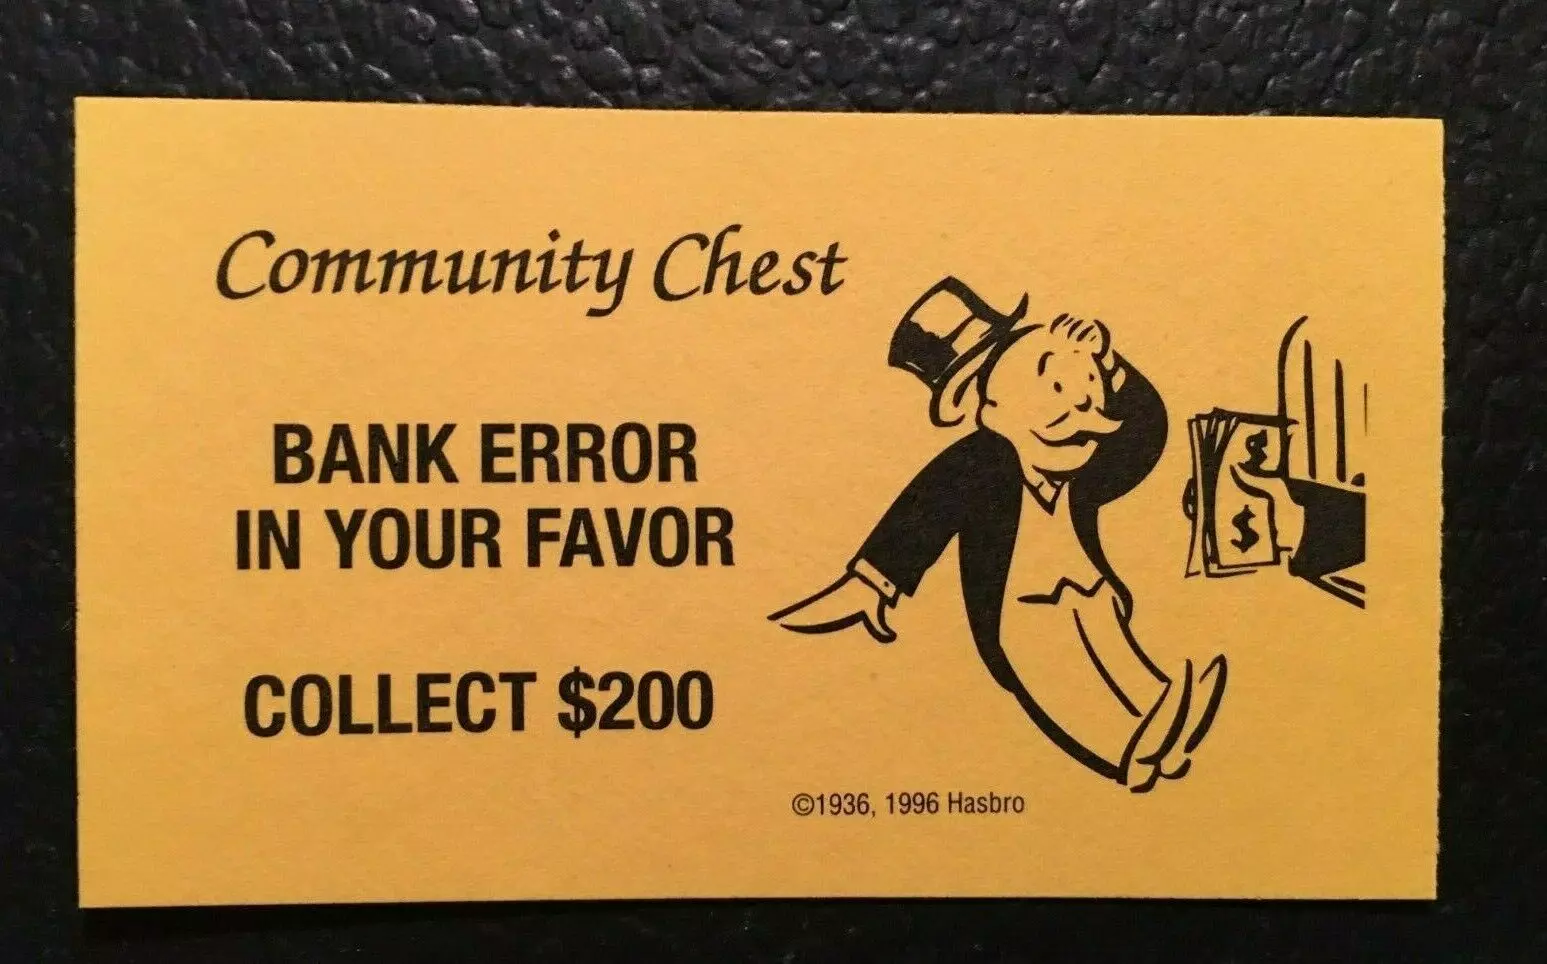 Community Chest
BANK ERROR
IN YOUR FAVOR
COLLECT $200
$
$
©1936, 1996 Hasbro